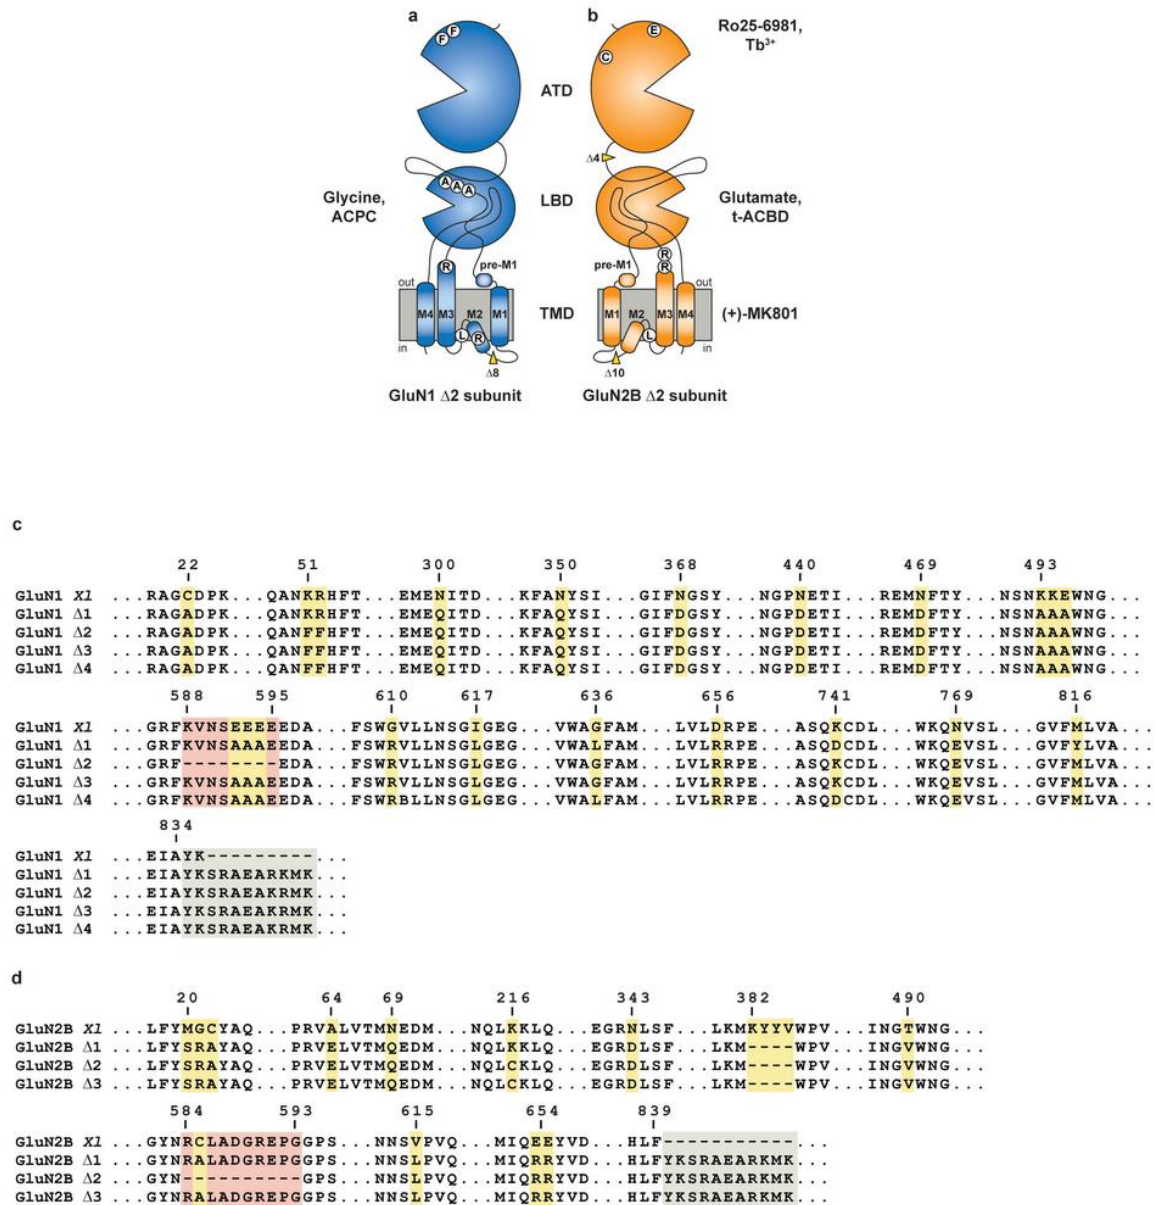 a
b
F F
E
C
Ro25-6981,
Tb3+
ATD
Δ4
A A A
Glycine,
ACPC
LBD
Glutamate,
t-ACBD
R
R
R
pre-M1
pre-M1
out
out
M4 M3 M2 M1
TMD
M1 M2 M3 M4
(+)-MK801
L R
L
in
in
Δ8
Δ10
GluN1 Δ2 subunit
GluN2B Δ2 subunit
c
22 51 300 350 368 440 469 493
GluN1 Xl ...RAGCDPK...QANKRHFT...EMENITD...KFANYSI...GIFNGSY...NGPNETI...REMNFTY...NSNKKEWNG...
GluN1 Δ1 ...RAGADPK...QANKRHFT...EMEQITD...KFAQYSI...GIFDGSY...NGPDETI...REMDFTY...NSNAAAWNG...
GluN1 Δ2 ...RAGADPK...QANFFHFT...EMEQITD...KFAQYSI...GIFDGSY...NGPDETI...REMDFTY...NSNAAAWNG...
GluN1 Δ3 ...RAGADPK...QANFFHFT...EMEQITD...KFAQYSI...GIFDGSY...NGPDETI...REMDFTY...NSNAAAWNG...
GluN1 Δ4 ...RAGADPK...QANFFHFT...EMEQITD...KFAQYSI...GIFDGSY...NGPDETI...REMDFTY...NSNAAAWNG...
588 595 610 617 636 656 741 769 816
GluN1 Xl ...GRFKVNSEEEEEDA...FSWGVLLNSGIGEG...VWAGFAM...LVLDRPE...ASQKCDL...WKQNVSL...GVFMLVA...
GluN1 Δ1 ...GRFKVNSAAAEEDA...FSWRVLLNSGLGEG...VWALFAM...LVLRRPE...ASQDCDL...WKQEVSL...GVFYLVA...
GluN1 Δ2 ...GRF--------EDA...FSWRVLLNSGLGEG...VWAGFAM...LVLRRPE...ASQKCDL...WKQEVSL...GVFMLVA...
GluN1 Δ3 ...GRFKVNSAAAEEDA...FSWRVLLNSGLGEG...VWAGFAM...LVLRRPE...ASQKCDL...WKQEVSL...GVFMLVA...
GluN1 Δ4 ...GRFKVNSAAAEEDA...FSWRBLLNSGLGEG...VWALFAM...LVLRRPE...ASQDCDL...WKQEVSL...GVFMLVA...
834
GluN1 Xl ...EIAYK---------...
GluN1 Δ1 ...EIAYKSRAEARKMK...
GluN1 Δ2 ...EIAYKSRAEAKRMK...
GluN1 Δ3 ...EIAYKSRAEAKRMK...
GluN1 Δ4 ...EIAYKSRAEAKRMK...
d
20 64 69 216 343 382 490
GluN2B Xl ...LFYMGCYAQ...PRVALVTMNEDM...NQLKKLQ...EGRNLSF...LKMKYYVWPV...INGTWNG...
GluN2B Δ1 ...LFYSRAYAQ...PRVELVTMQEDM...NQLKKLQ...EGRDLSF...LKM----WPV...INGVWNG...
GluN2B Δ2 ...LFYSRAYAQ...PRVELVTMQEDM...NQLCKLQ...EGRDLSF...LKM----WPV...INGVWNG...
GluN2B Δ3 ...LFYSRAYAQ...PRVELVTMQEDM...NQLCKLQ...EGRDLSF...LKM----WPV...INGVWNG...
584 593 615 654 839
GluN2B Xl ...GYNRCLADGREPGGPS...NNSVPVQ...MIQEEYVD...HLF-----------...
GluN2B Δ1 ...GYNRALADGREPGGPS...NNSLPVQ...MIQRRYVD...HLFYKSRAEARKMK...
GluN2B Δ2 ...GYN----------GPS...NNSLPVQ...MIQRRYVD...HLFYKSRAEARKMK...
GluN2B Δ3 ...GYNRALADGREPGGPS...NNSLPVQ...MIQRRYVD...HLFYKSRAEARKMK...